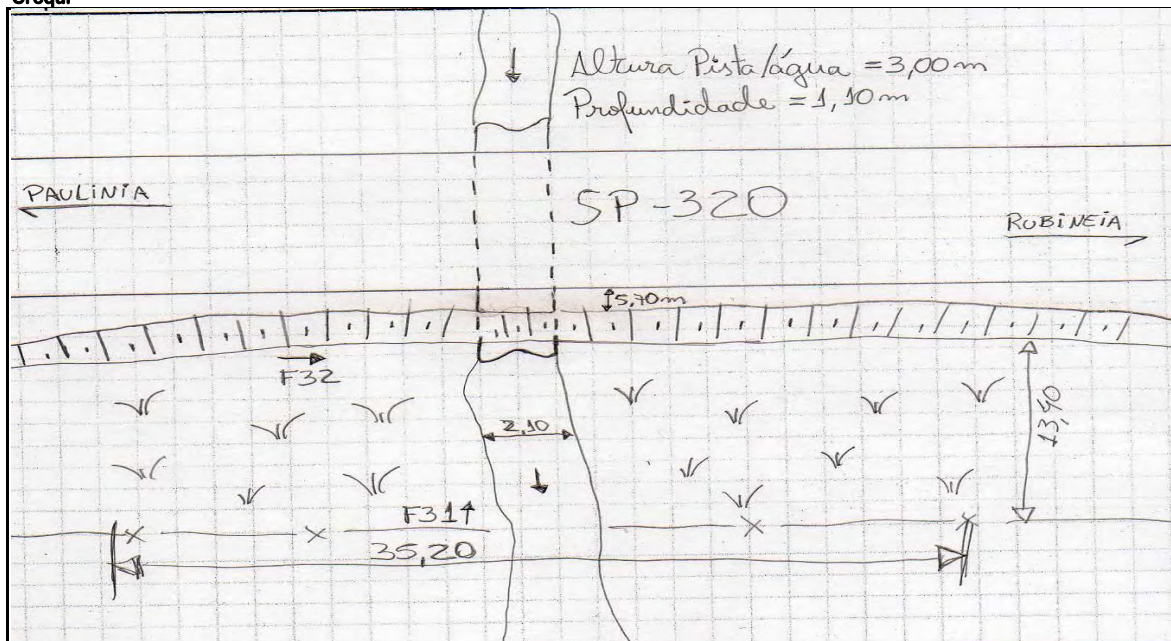 Croqui
Altura Pista/água = 3,00 m
Profundidade = 1,10 m
PAULINIA
SP-320
RUBINEIA
5,70m
F32
2,10
13,40
F31
35,20